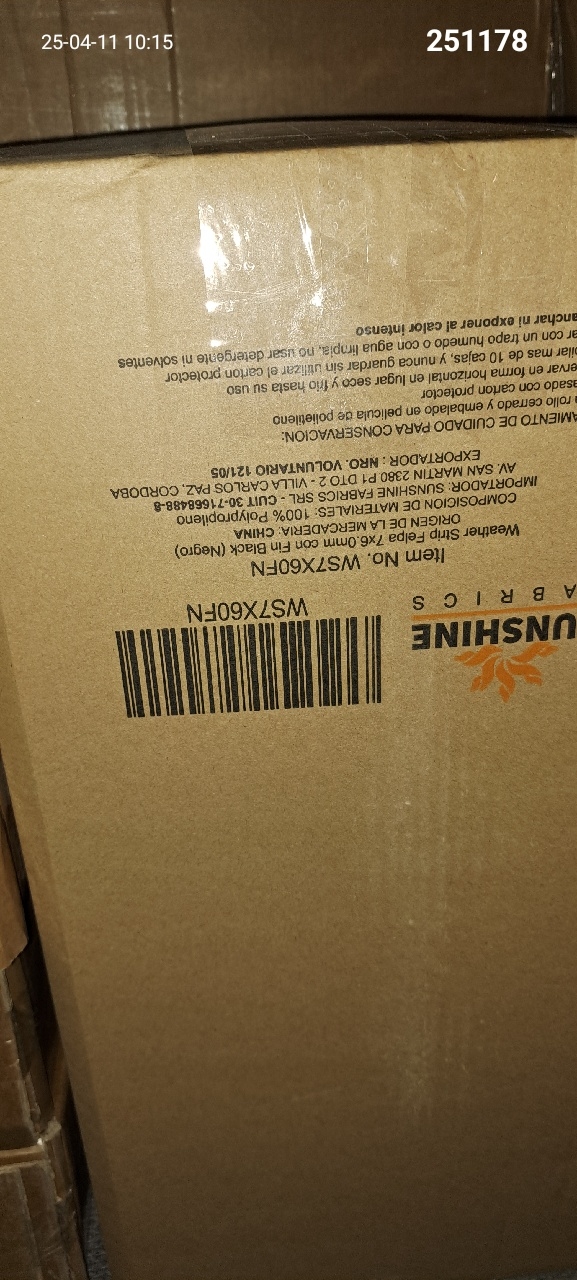 25-04-11 10:15
251178
UNSHINE
A B R I C S
WS7X60FN
Item No. WS7X60FN
Weather Strip Felpa 7x6.0mm con Fin Black (Negro)
ORIGEN DE LA MERCADERIA: CHINA
COMPOSICION DE MATERIALES: 100% Polypropileno
IMPORTADOR: SUNSHINE FABRICS SRL - CUIT 30-71668488-8
AV. SAN MARTIN 2380 P1 DTO 2 - VILLA CARLOS PAZ, CORDOBA
EXPORTADOR : NRO. VOLUNTARIO 121/05
AMIENTO DE CUIDADO PARA CONSERVACION:
rollo cerrado y embalado en pelicula de polietileno
asado con carton protector
ervar en forma horizontal en lugar seco y frio hasta su uso
pilar mas de 10 cajas, y nunca guardar sin utilizar el carton protector
ar con un trapo humedo o con agua limpia, no usar detergente ni solventes
anchar ni exponer al calor intenso